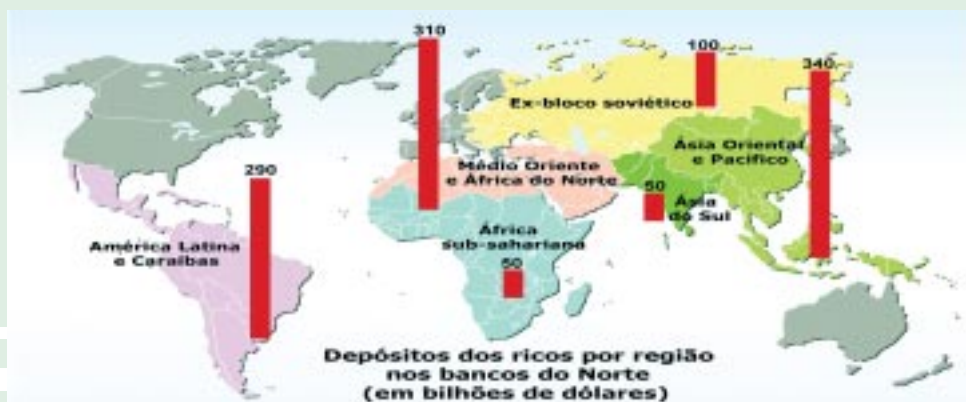 310
100
340
Ex-bloco soviético
Ásia Oriental
e Pacífico
290
Médio Oriente
e África do Norte
50
Ásia
do Sul
África
sub-sahariana
50
América Latina
e Caraíbas
Depósitos dos ricos por região
nos bancos do Norte
(em bilhões de dólares)